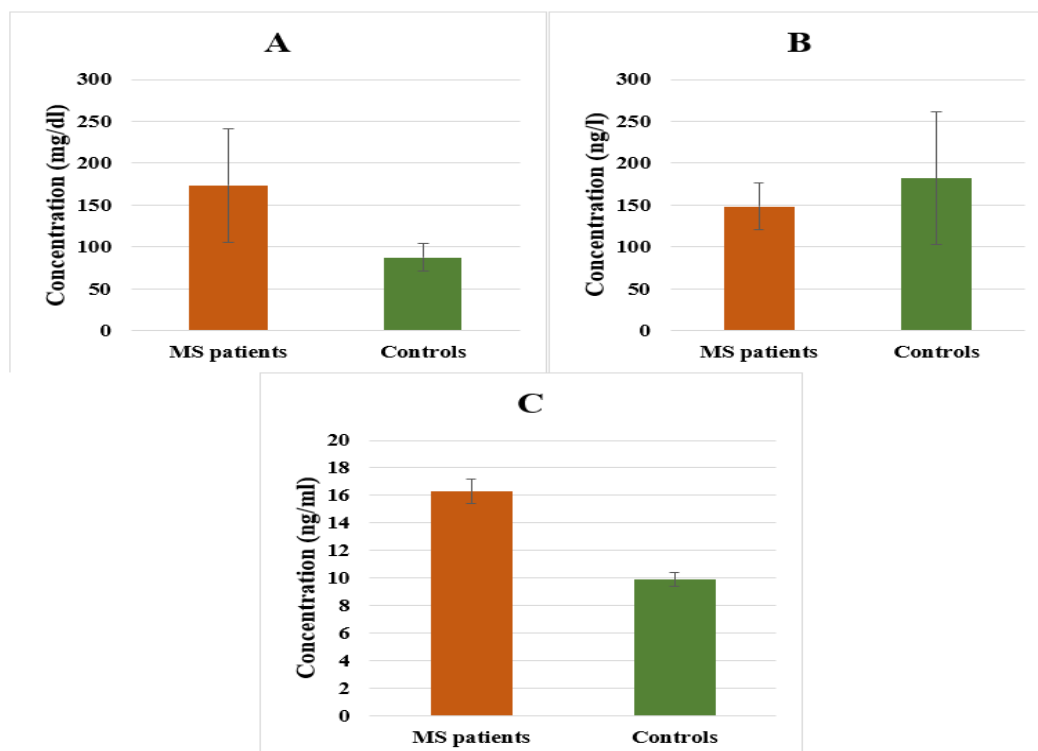 A
Concentration (mg/dl)
300
250
200
150
100
50
0
MS patients Controls
B
Concentration (ng/l)
300
250
200
150
100
50
0
MS patients Controls
C
Concentration (ng/ml)
20
18
16
14
12
10
8
6
4
2
0
MS patients Controls